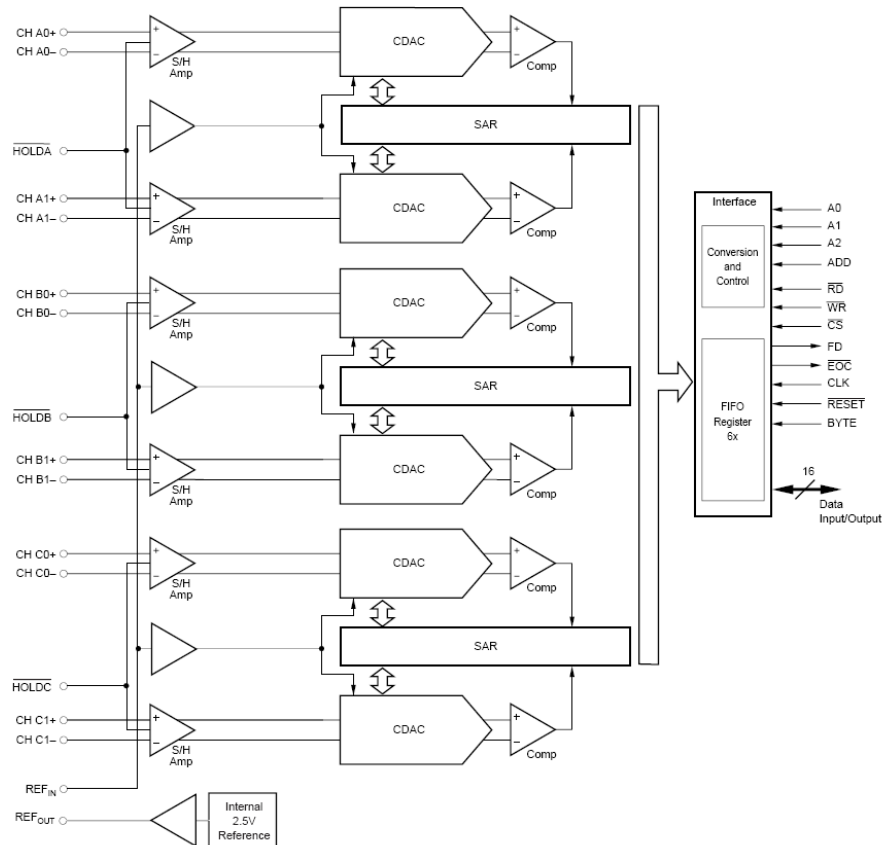 CH A0+
CH A0–
+
–
S/H
Amp
CDAC
+
–
Comp
SAR
HOLDA
CH A1+
CH A1–
+
–
S/H
Amp
CDAC
+
–
Comp
CH B0+
CH B0–
+
–
S/H
Amp
CDAC
+
–
Comp
SAR
HOLDB
CH B1+
CH B1–
+
–
S/H
Amp
CDAC
+
–
Comp
CH C0+
CH C0–
+
–
S/H
Amp
CDAC
+
–
Comp
SAR
HOLDC
CH C1+
CH C1–
+
–
S/H
Amp
CDAC
+
–
Comp
REFIN
REFOUT
Internal
2.5V
Reference
Interface
Conversion
and
Control
FIFO
Register
6x
A0
A1
A2
ADD
RD
WR
CS
FD
EOC
CLK
RESET
BYTE
16
Data
Input/Output